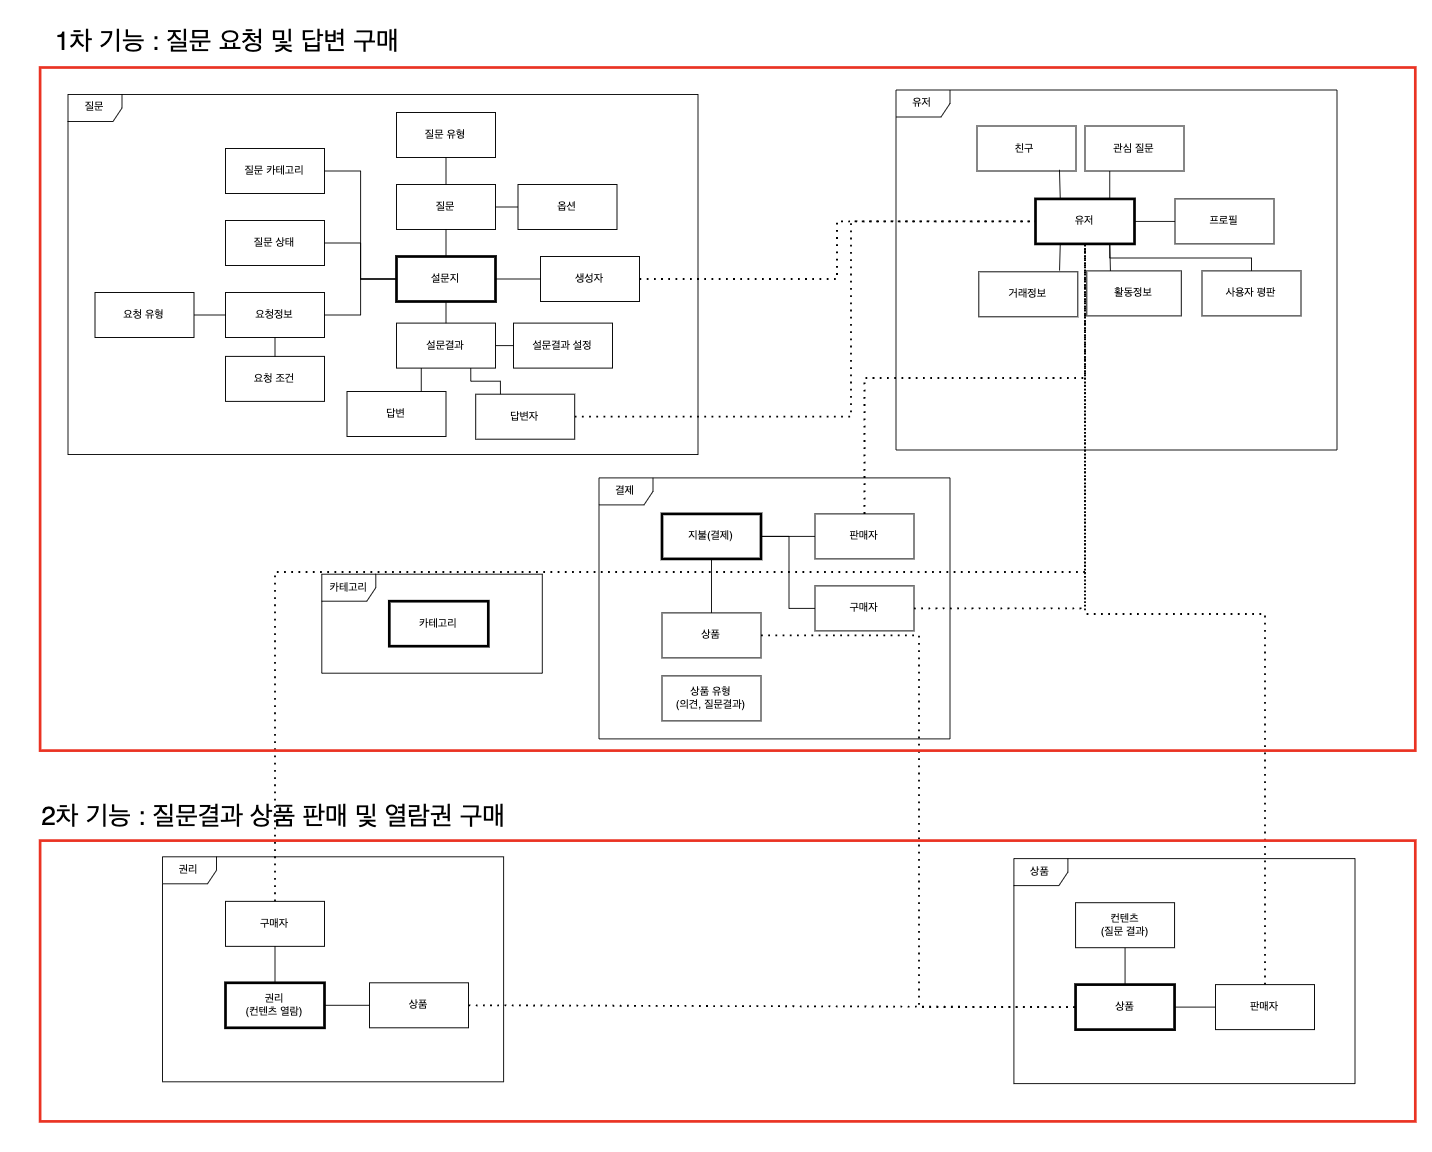 1차 기능 : 질문 요청 및 답변 구매
질문
질문 유형
질문 카테고리
질문
옵션
질문 상태
설문지
생성자
요청 유형
요청정보
설문결과
설문결과 설정
요청 조건
답변
답변자
유저
친구
관심 질문
유저
프로필
거래정보
활동정보
사용자 평판
결제
지불(결제)
판매자
구매자
상품
상품 유형
(의견, 질문결과)
카테고리
카테고리
2차 기능 : 질문결과 상품 판매 및 열람권 구매
권리
구매자
권리
(컨텐츠 열람)
상품
상품
컨텐츠
(질문 결과)
상품
판매자